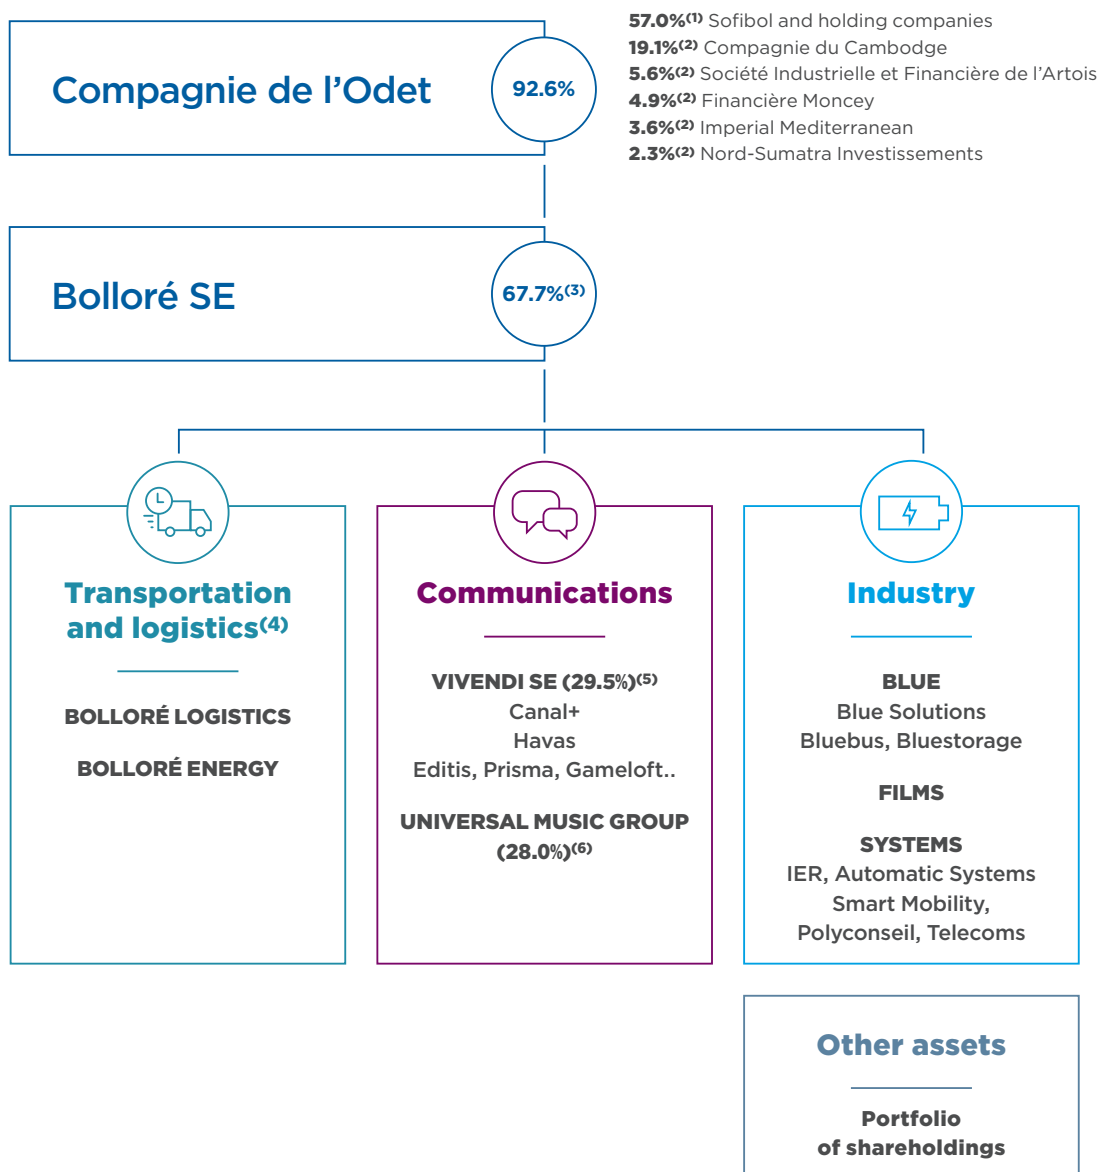 57.0%(1) Sofibol and holding companies
19.1%(2) Compagnie du Cambodge
5.6%(2) Société Industrielle et Financière de l'Artois
4.9%(2) Financière Moncey
3.6%(2) Imperial Mediterranean
2.3%(2) Nord-Sumatra Investissements
Compagnie de l'Odet
92.6%
Bolloré SE
67.7%(3)
Transportation
and logistics(4)
BOLLORÉ LOGISTICS
BOLLORÉ ENERGY
Communications
VIVENDI SE (29.5%)(5)
Canal+
Havas
Editis, Prisma, Gameloft..
UNIVERSAL MUSIC GROUP
(28.0%)(6)
Industry
BLUE
Blue Solutions
Bluebus, Bluestorage
FILMS
SYSTEMS
IER, Automatic Systems
Smart Mobility,
Polyconseil, Telecoms
Other assets
Portfolio
of shareholdings